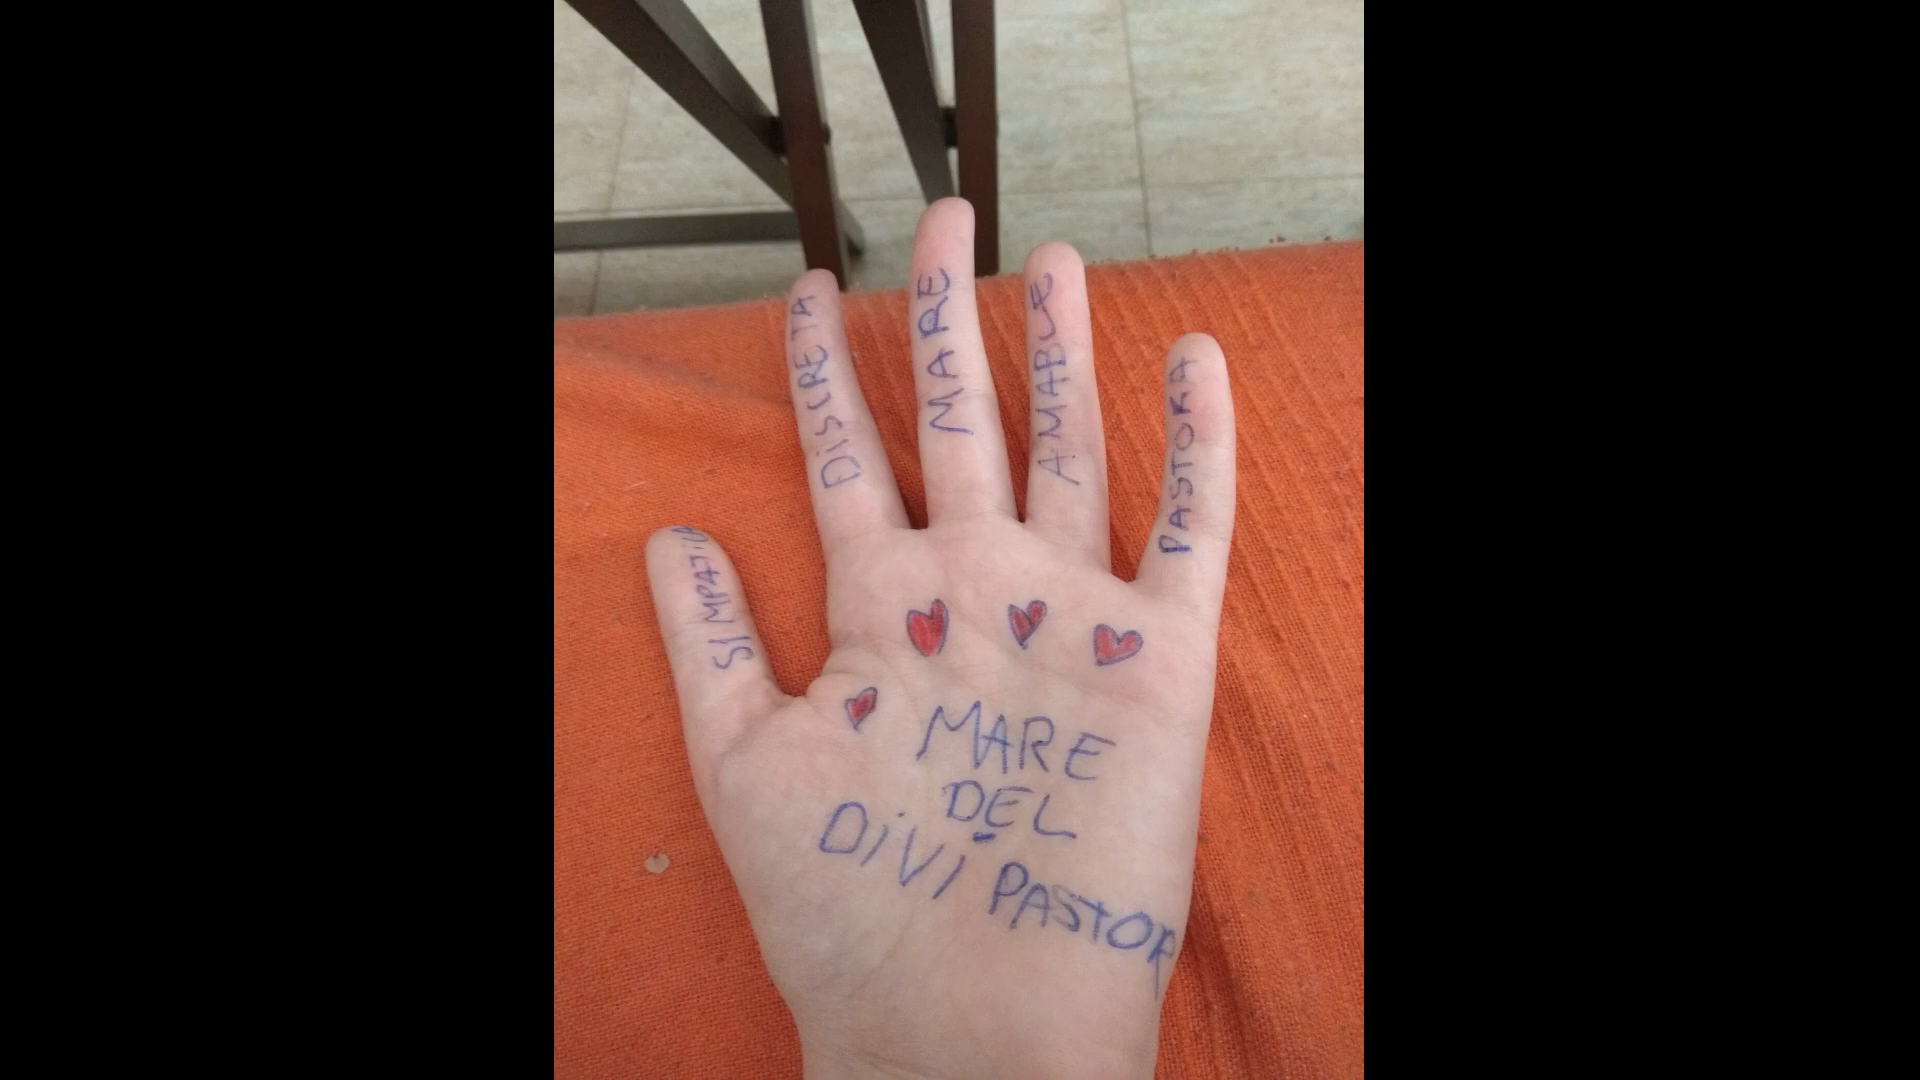 SIMPATICA
DiSCRETA
MARE
AMABLE
PASTORA
MARE
DEL
DiVi PASTOR